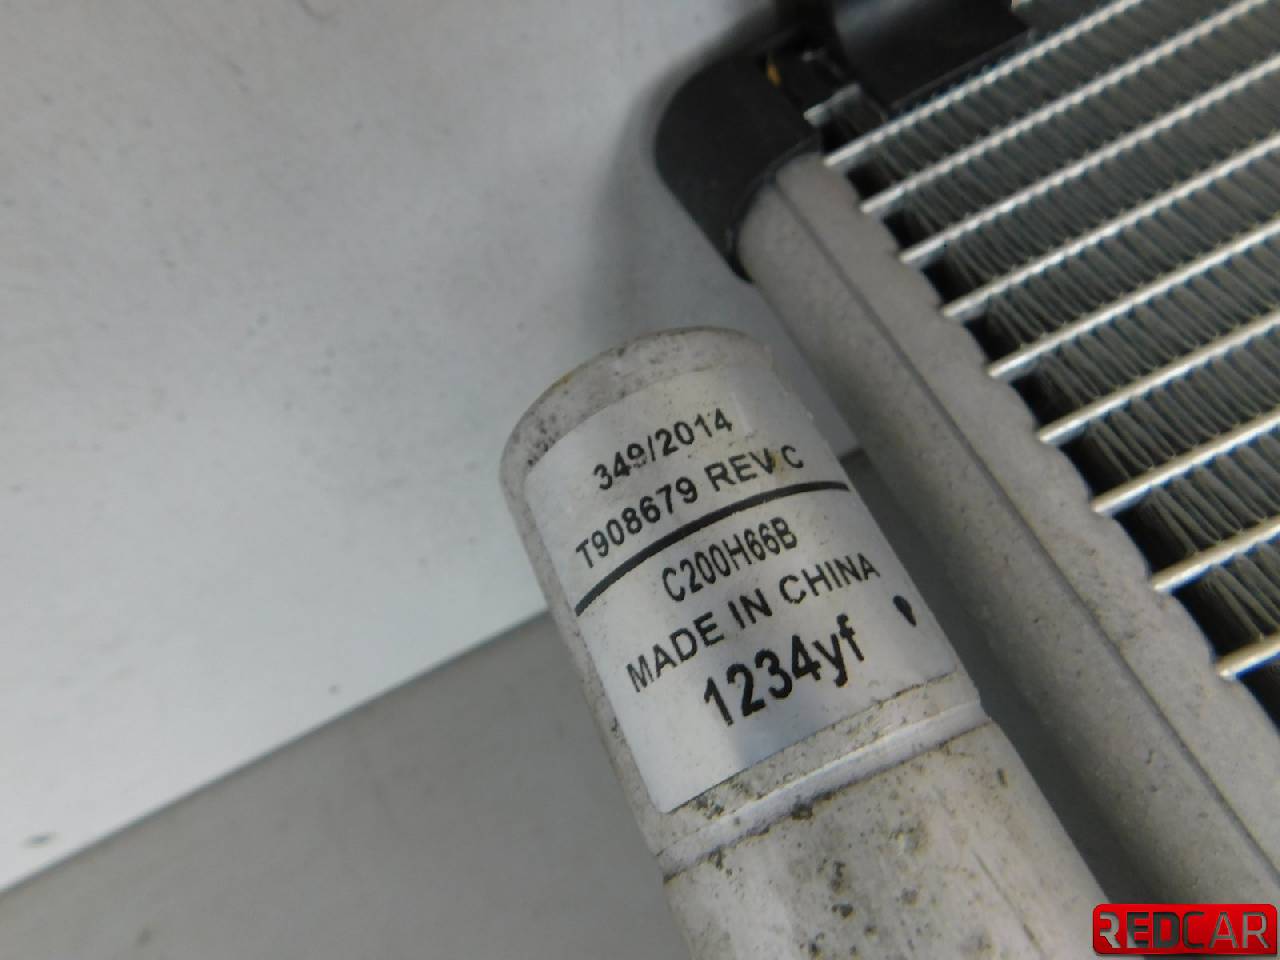 349/2014
T908679 REV C
C200H66B
MADE IN CHINA
1234yf
REDCAR